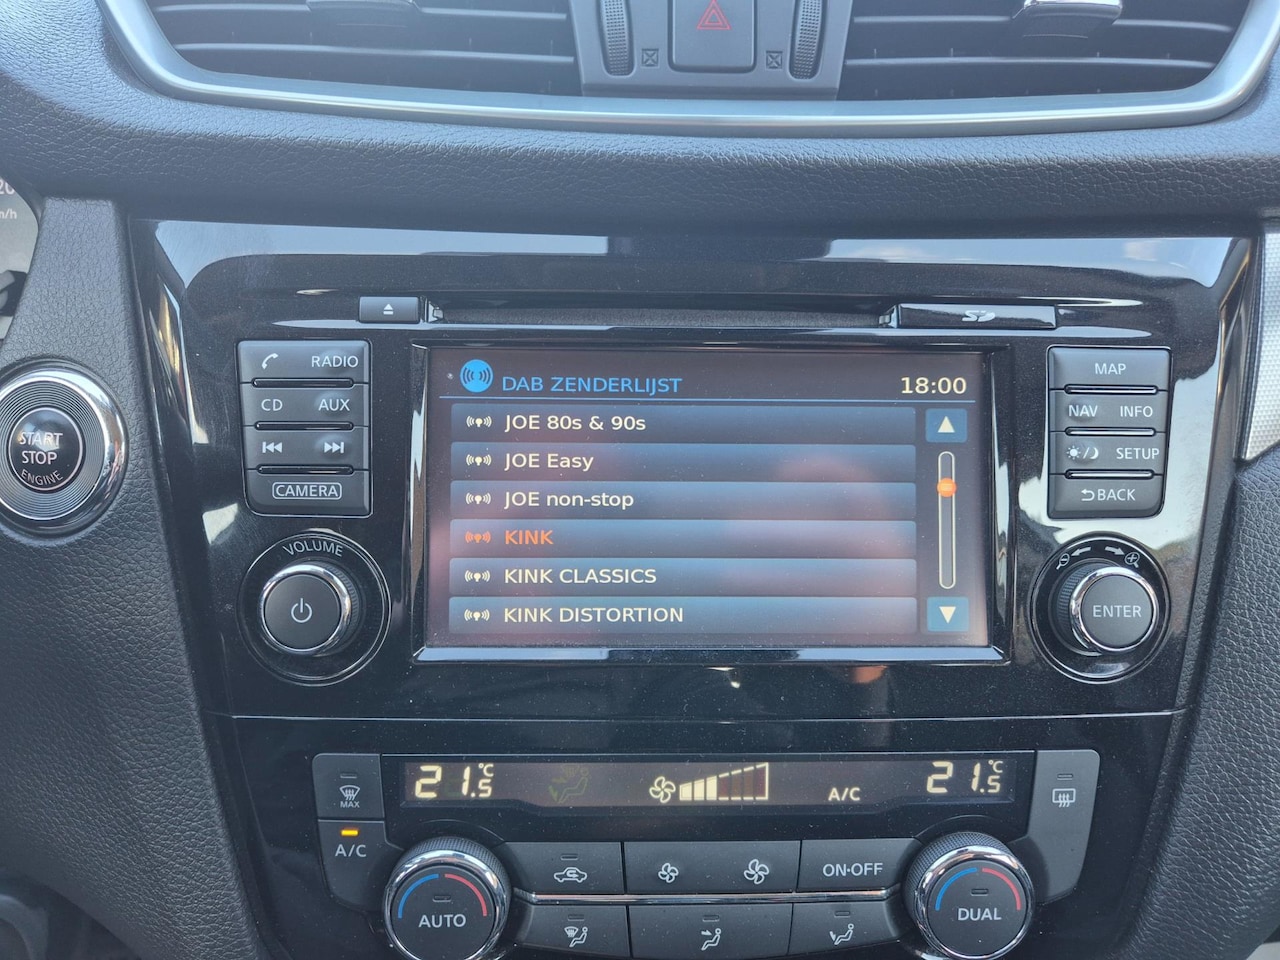 20
RADIO
CD AUX
CAMERA
START
STOP
ENGINE
VOLUME
SD
DAB ZENDERLIJST 18:00
JOE 80s & 90s
JOE Easy
JOE non-stop
KINK
KINK CLASSICS
KINK DISTORTION
MAP
NAV INFO
SETUP
BACK
ENTER
MAX
21.5°C A/C 21.5°C
A/C
AUTO
ON·OFF
DUAL